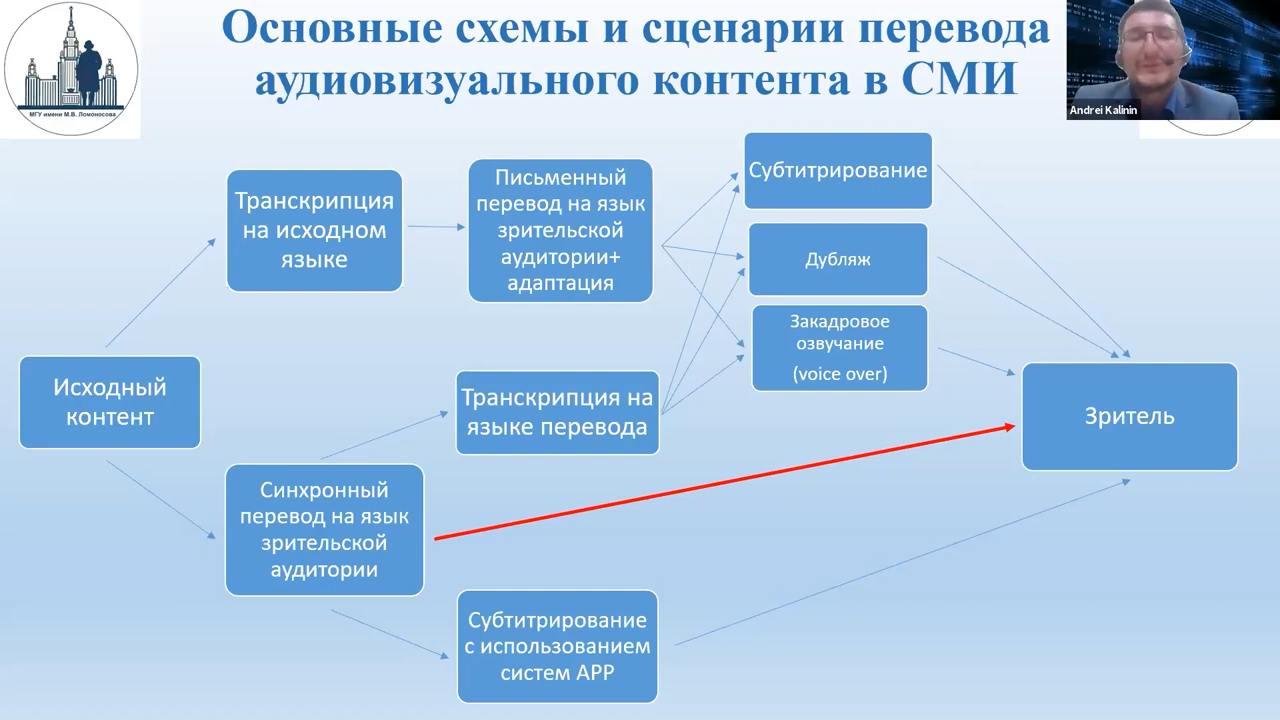 Основные схемы и сценарии перевода
аудиовизуального контента в СМИ
МГУ имени М.В. Ломоносова
Andrei Kalinin
Исходный
контент
Транскрипция
на исходном
языке
Письменный
перевод на язык
зрительской
аудитории+
адаптация
Субтитрирование
Дубляж
Закадровое
озвучание
(voice over)
Синхронный
перевод на язык
зрительской
аудитории
Транскрипция на
языке перевода
Субтитрирование
с использованием
систем АРР
Зритель